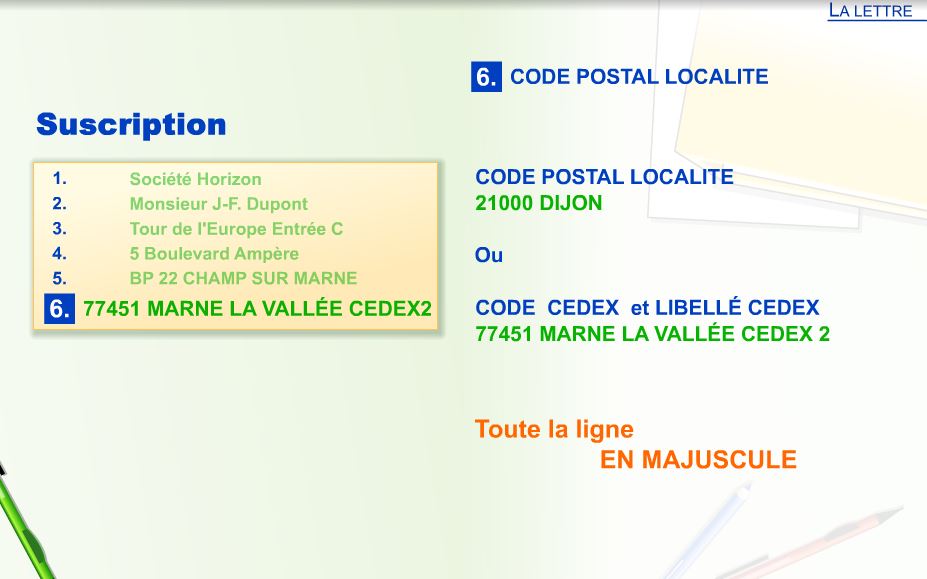 LA LETTRE
Suscription
1. Société Horizon
2. Monsieur J-F. Dupont
3. Tour de l'Europe Entrée C
4. 5 Boulevard Ampère
5. BP 22 CHAMP SUR MARNE
6. 77451 MARNE LA VALLÉE CEDEX2
6. CODE POSTAL LOCALITE
CODE POSTAL LOCALITE
21000 DIJON
Ou
CODE CEDEX et LIBELLÉ CEDEX
77451 MARNE LA VALLÉE CEDEX 2
Toute la ligne
EN MAJUSCULE